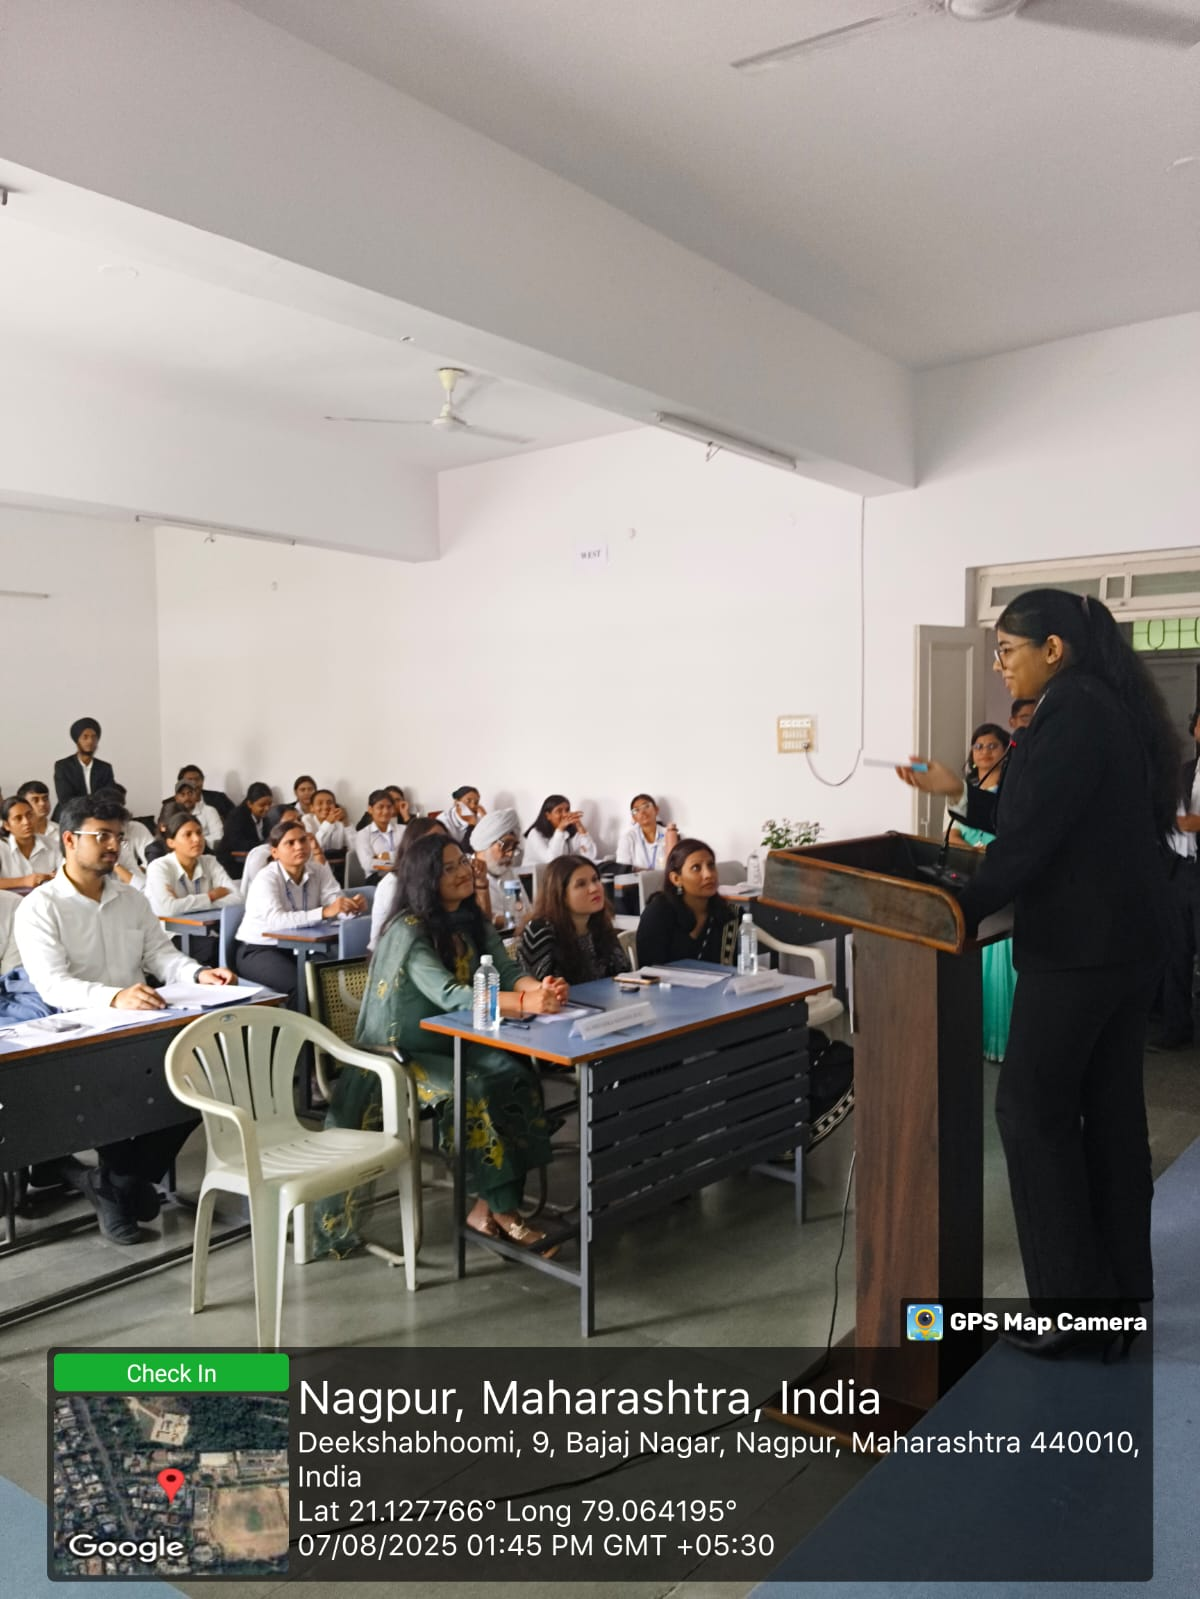 WEST
GPS Map Camera
Check In
Google
Nagpur, Maharashtra, India
Deekshabhoomi, 9, Bajaj Nagar, Nagpur, Maharashtra 440010,
India
Lat 21.127766° Long 79.064195°
07/08/2025 01:45 PM GMT +05:30